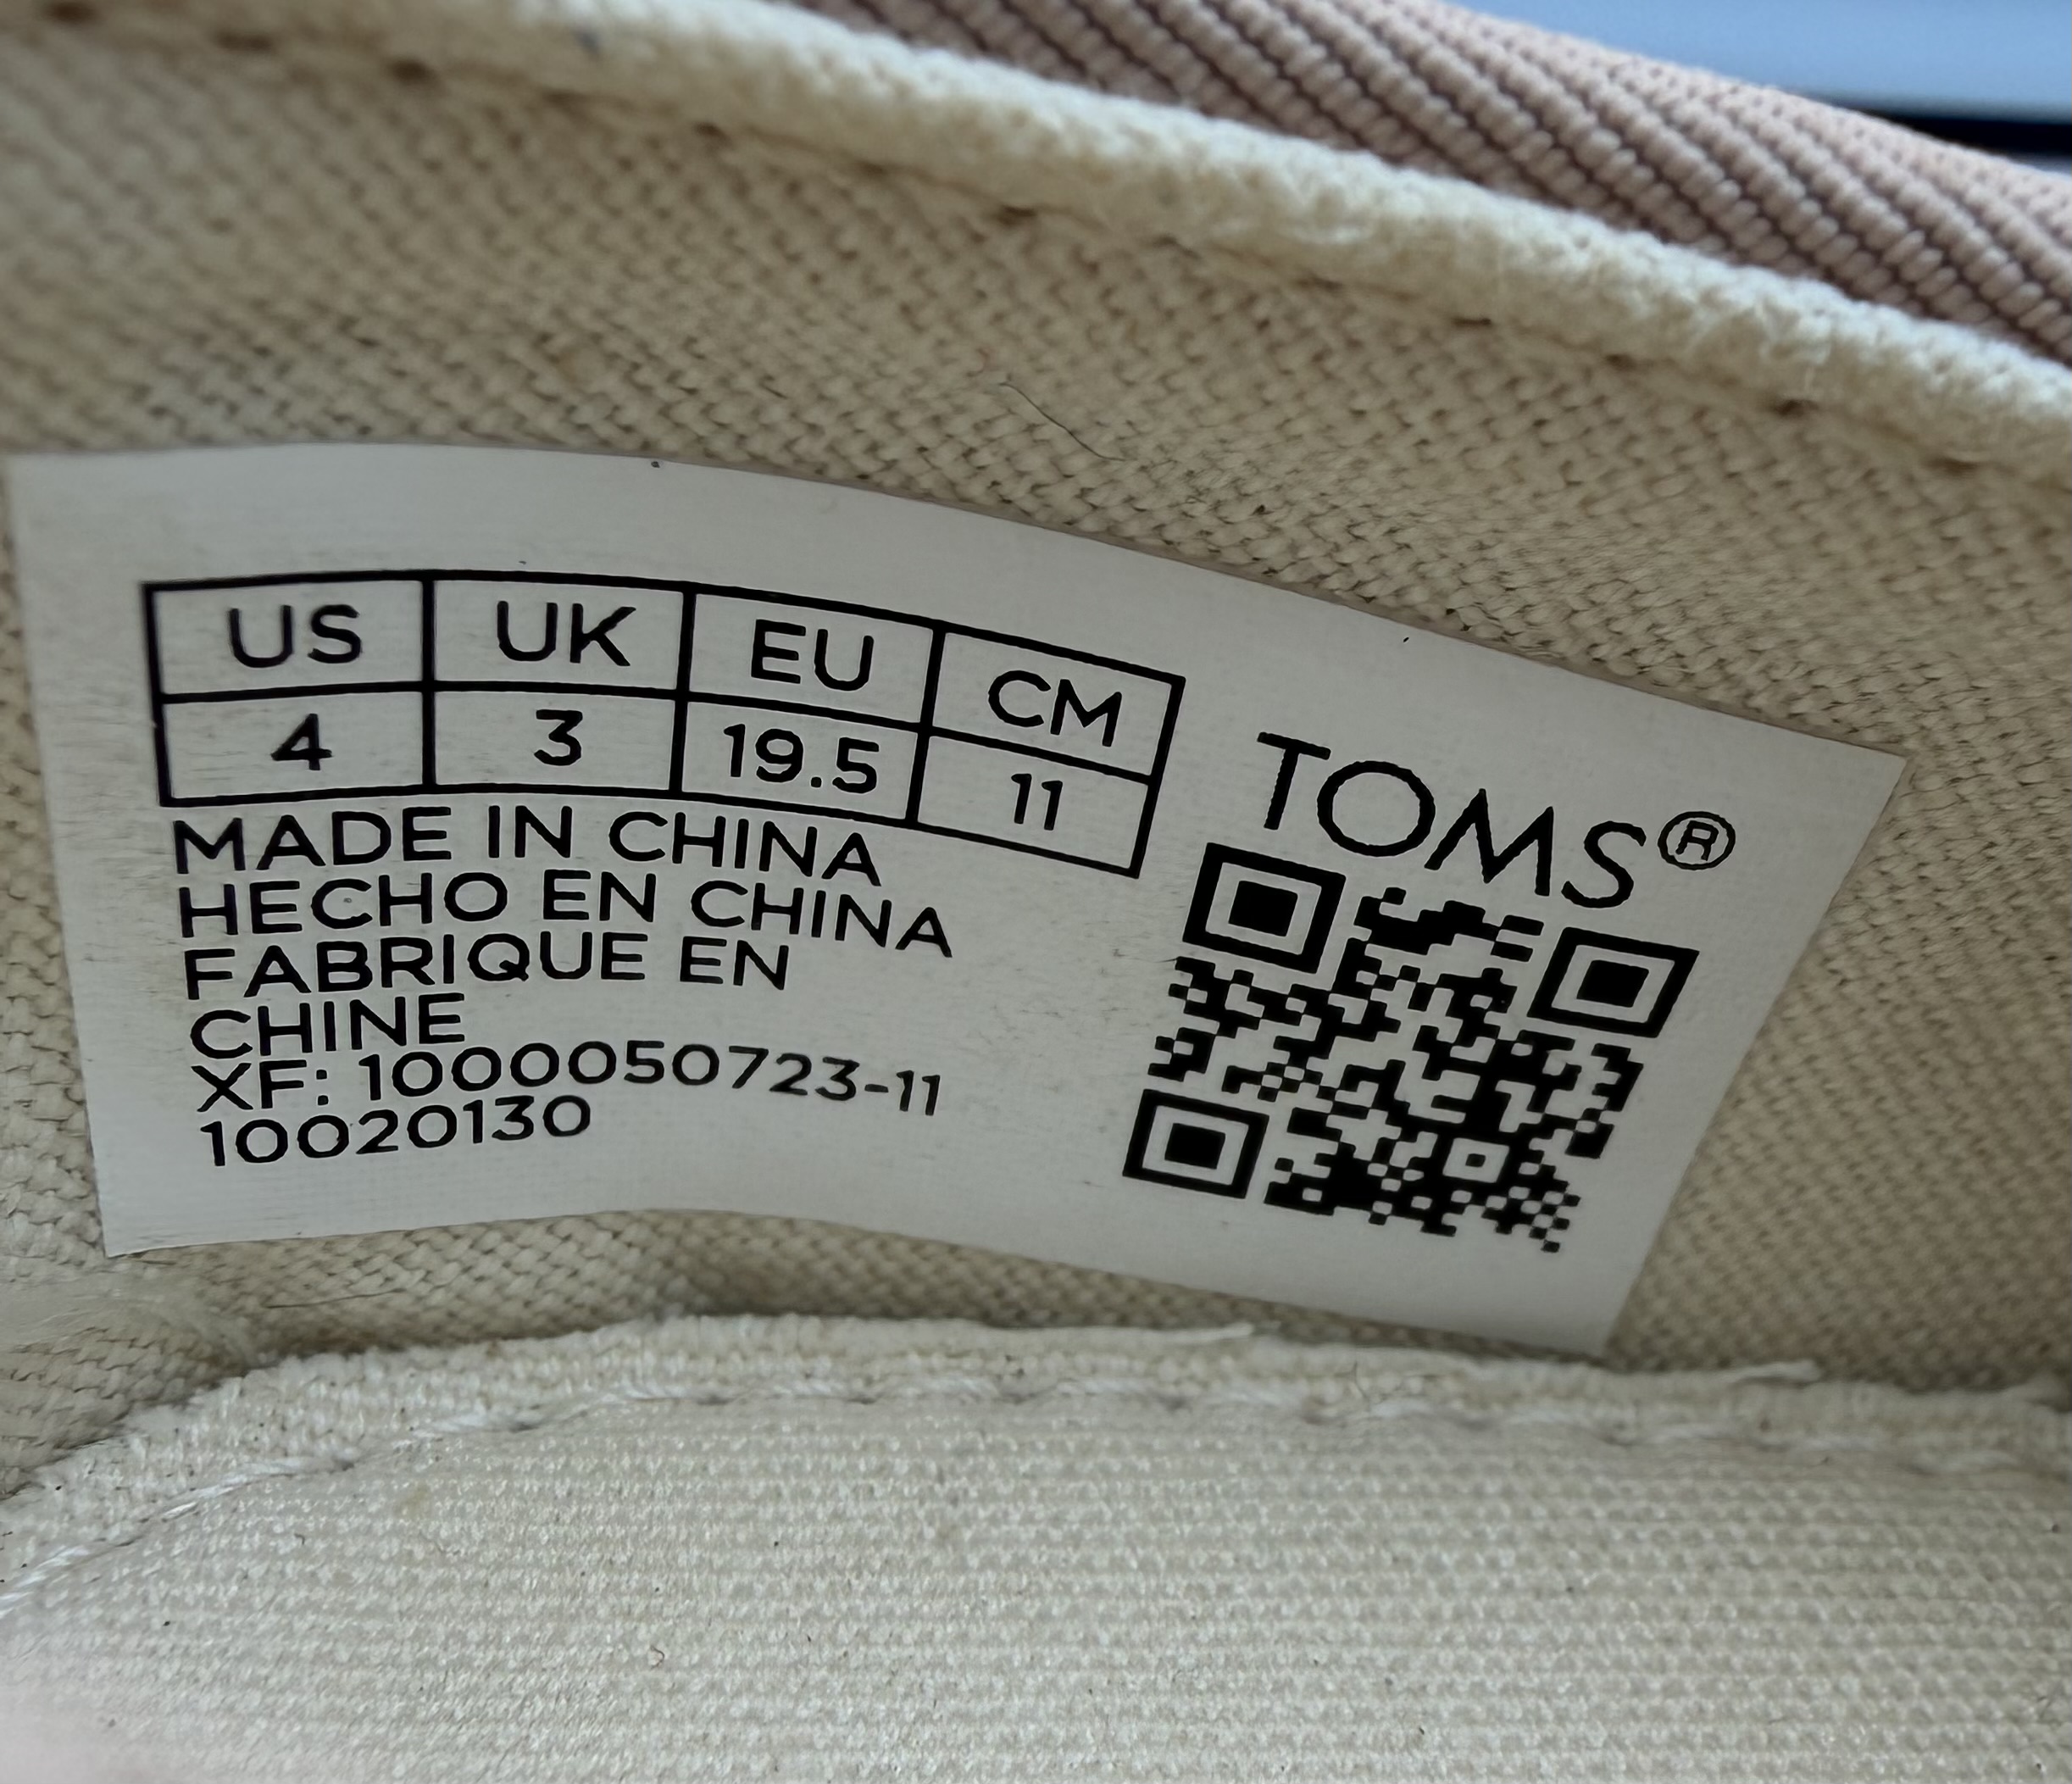 US UK EU CM
4 3 19.5 11
MADE IN CHINA
HECHO EN CHINA
FABRIQUE EN
CHINE
XF: 1000050723-11
10020130
TOMS®